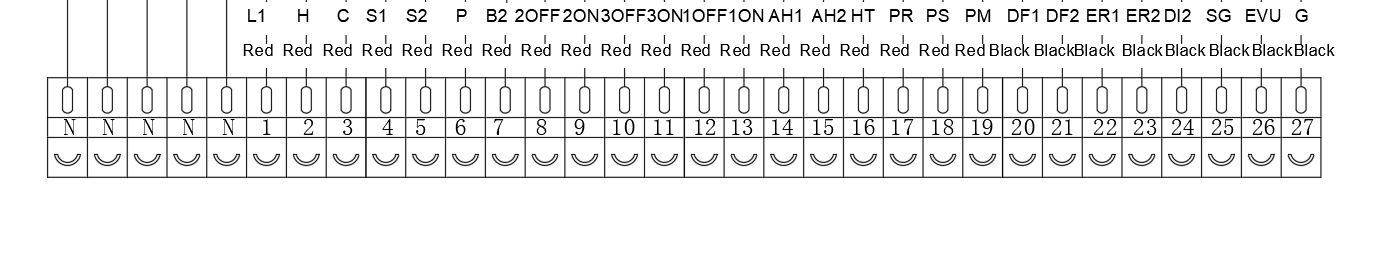 L1 H C S1 S2 P B2 2OFF 2ON 3OFF 3ON 1OFF 1ON AH1 AH2 HT PR PS PM DF1 DF2 ER1 ER2 DI2 SG EVU G
Red Red Red Red Red Red Red Red Red Red Red Red Red Red Red Red Red Red Red Black Black Black Black Black Black Black Black
N N N N N 1 2 3 4 5 6 7 8 9 10 11 12 13 14 15 16 17 18 19 20 21 22 23 24 25 26 27